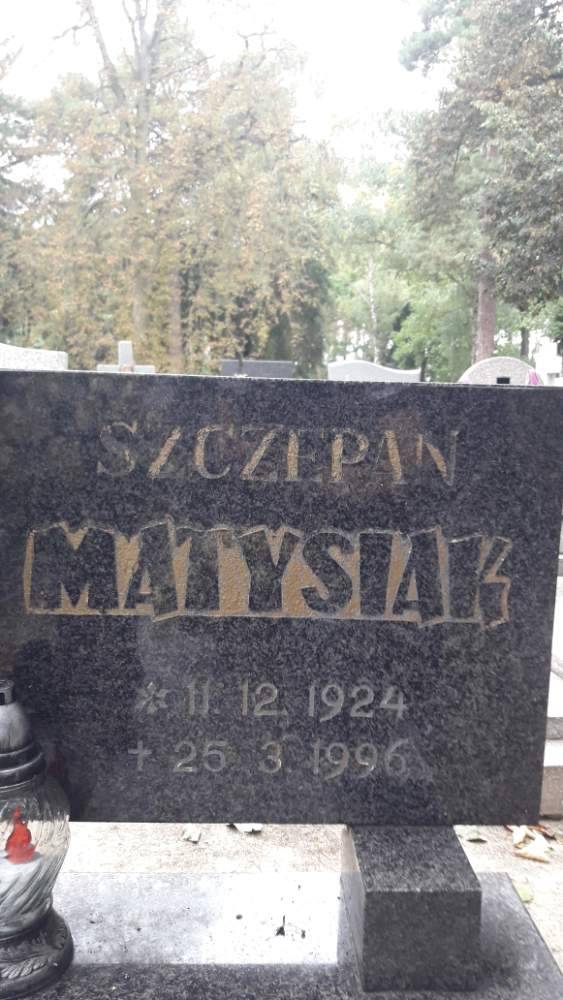 SZCZEPAN
MATYSIAK
* 11 12 1924
+ 25 3 1996